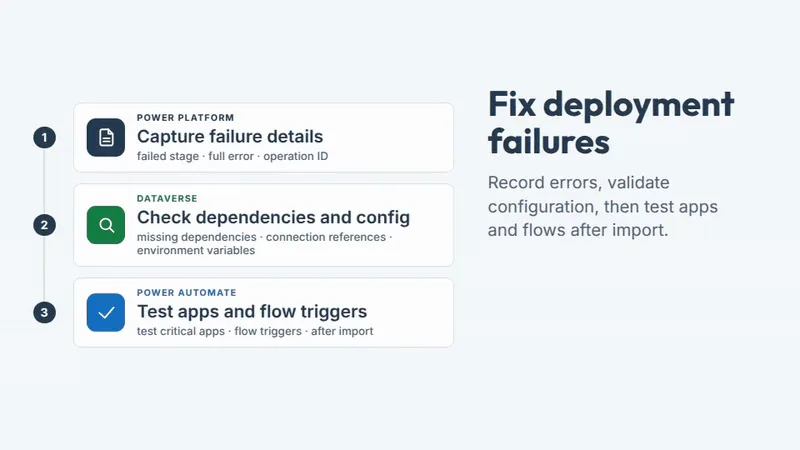 1
POWER PLATFORM
Capture failure details
failed stage · full error · operation ID
2
DATAVERSE
Check dependencies and config
missing dependencies · connection references ·
environment variables
3
POWER AUTOMATE
Test apps and flow triggers
test critical apps · flow triggers · after import
Fix deployment
failures
Record errors, validate
configuration, then test apps
and flows after import.